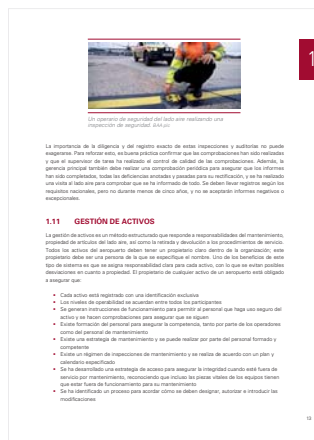 1
Un operario de seguridad del lado aire realizando una
inspección de seguridad. BAA plc
La importancia de la diligencia y del registro exacto de estas inspecciones y auditorías no puede
exagerarse. Para reforzar esto, es buena práctica confirmar que las comprobaciones han sido realizadas
y que el supervisor de tarea ha realizado el control de calidad de las comprobaciones. Además, la
gerencia principal también debe realizar una comprobación periódica para asegurar que los informes
han sido completados, todas las deficiencias anotadas y pasadas para su rectificación, y se ha realizado
una visita al lado aire para comprobar que se ha informado de todo. Se deben llevar registros según los
requisitos nacionales, pero no durante menos de cinco años, y no se aceptarán informes negativos o
excepcionales.
1.11 GESTIÓN DE ACTIVOS
La gestión de activos es un método estructurado que responde a responsabilidades del mantenimiento,
propiedad de artículos del lado aire, así como la retirada y devolución a los procedimientos de servicio.
Todos los activos del aeropuerto deben tener un propietario claro dentro de la organización; este
propietario debe ser una persona de la que se especifique el nombre. Uno de los beneficios de este
tipo de sistema es que se asigna responsabilidad clara para cada activo, con lo que se evitan posibles
desviaciones en cuanto a propiedad. El propietario de cualquier activo de un aeropuerto está obligado
a asegurar que:
• Cada activo está registrado con una identificación exclusiva
• Los niveles de operabilidad se acuerdan entre todos los participantes
• Se generan instrucciones de funcionamiento para permitir al personal que haga uso seguro del
activo y se hacen comprobaciones para asegurar que se siguen
• Existe formación del personal para asegurar la competencia, tanto por parte de los operadores
como del personal de mantenimiento
• Existe una estrategia de mantenimiento y se puede realizar por parte del personal formado y
competente
• Existe un régimen de inspecciones de mantenimiento y se realiza de acuerdo con un plan y
calendario especificado
• Se ha desarrollado una estrategia de acceso para asegurar la integridad cuando está fuera de
servicio por mantenimiento, reconociendo que incluso las piezas vitales de los equipos tienen
que estar fuera de funcionamiento para su mantenimiento
• Se ha identificado un proceso para acordar cómo se deben designar, autorizar e introducir las
modificaciones
13